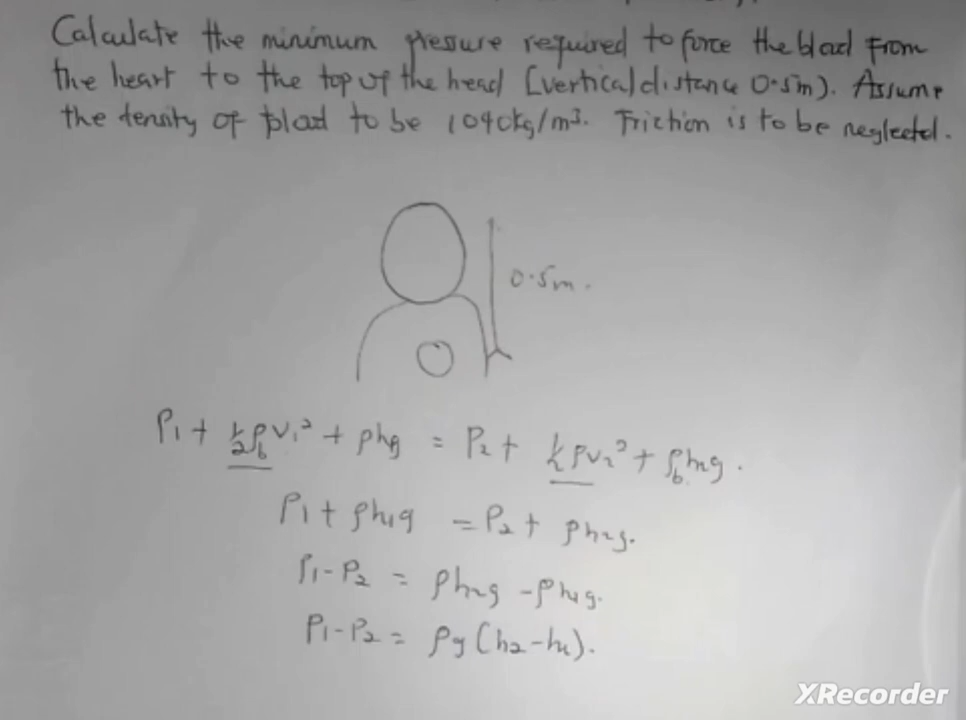 Calculate the minimum pressure required to force the blood from
the heart to the top of the head [vertical distance 0.5m). Assume
the density of blood to be 1040kg/m³. Friction is to be neglected.
0.5m.
P₁ + ½ρbv₁² + ρhg = P₂ + ½ρv₂² + ρbh₂g.
P₁ + ρh₁g = P₂ + ρh₂g.
P₁-P₂ = ρh₂g - ρh₁g.
P₁-P₂ = ρg(h₂-h₁).
XRecorder